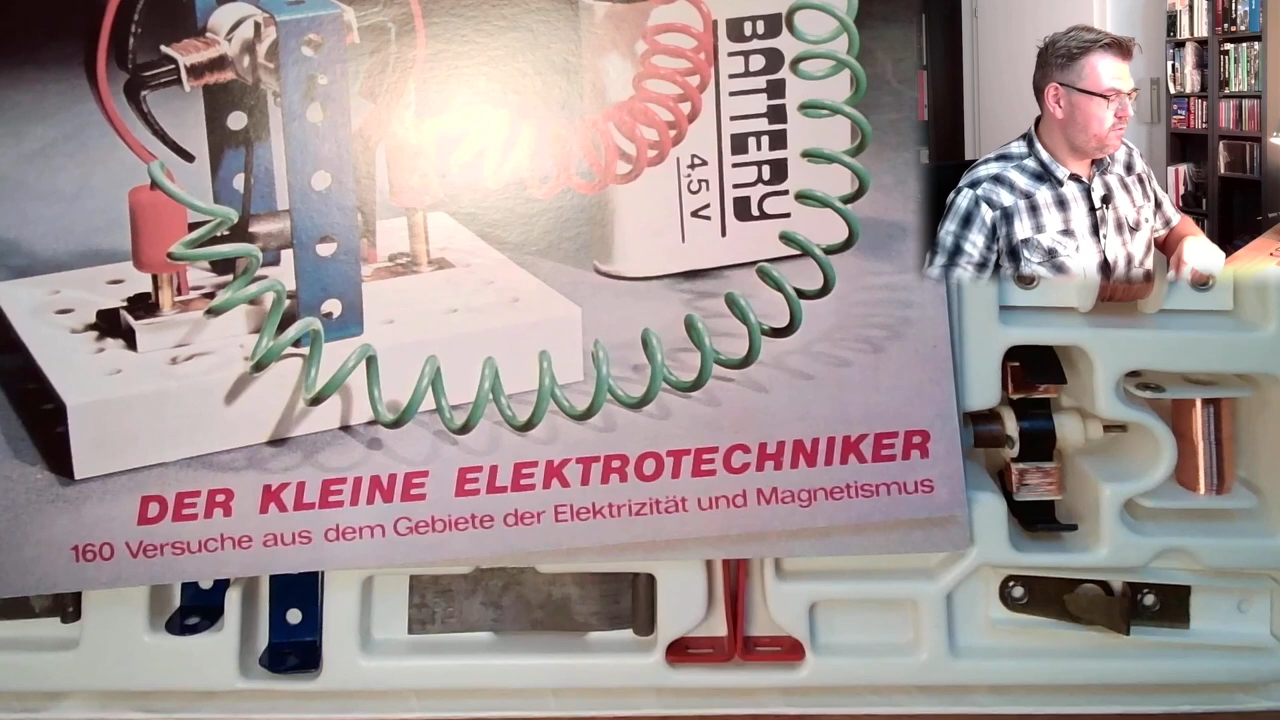 BATTERY
4,5 V
DER KLEINE ELEKTROTECHNIKER
160 Versuche aus dem Gebiete der Elektrizität und Magnetismus